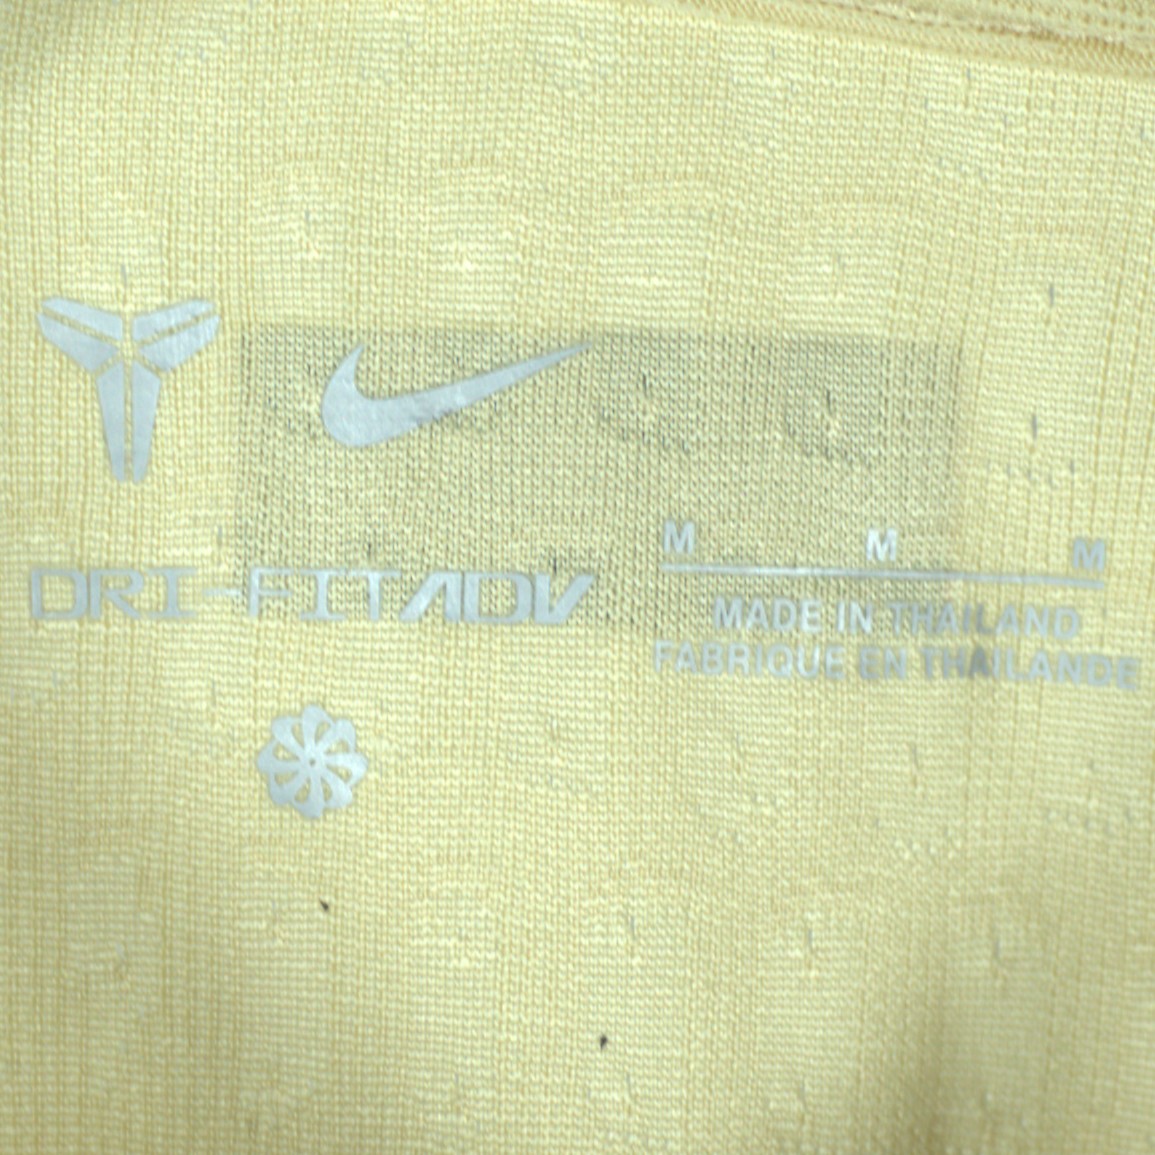 M M M
DRI-FIT ADV
MADE IN THAILAND
FABRIQUE EN THAILANDE